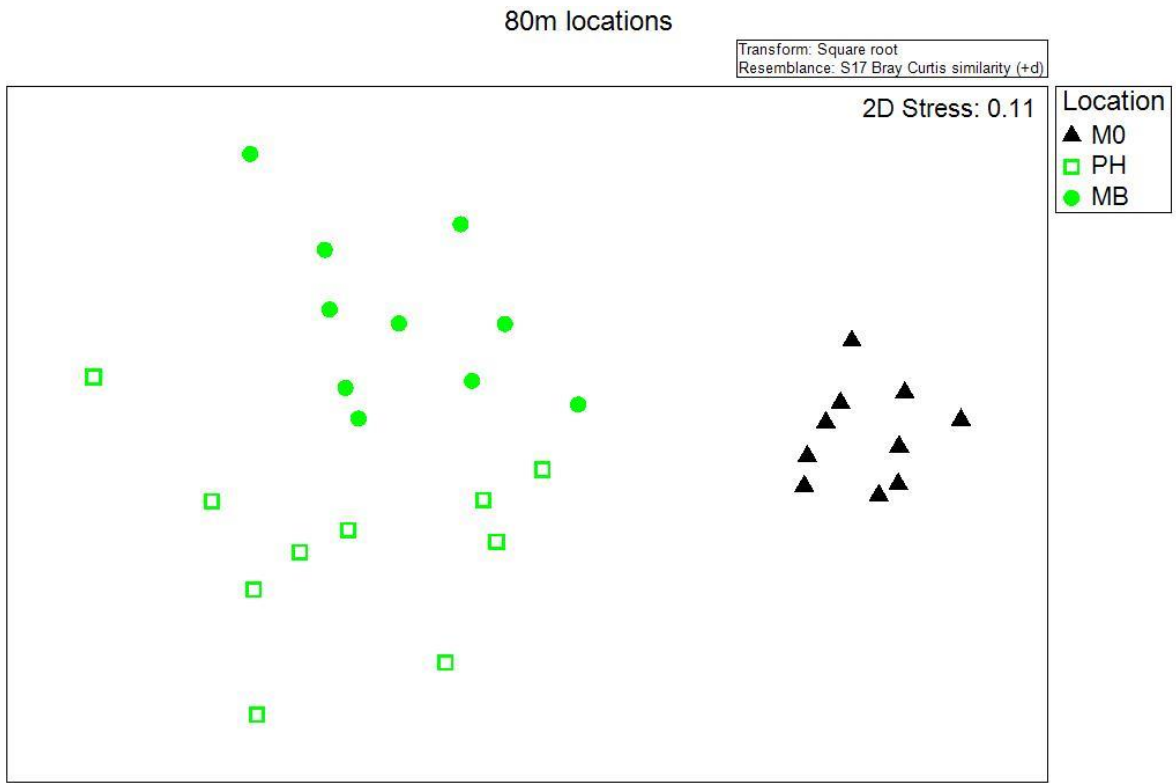 80m locations
Transform: Square root
Resemblance: S17 Bray Curtis similarity (+d)
2D Stress: 0.11
Location
M0
PH
MB